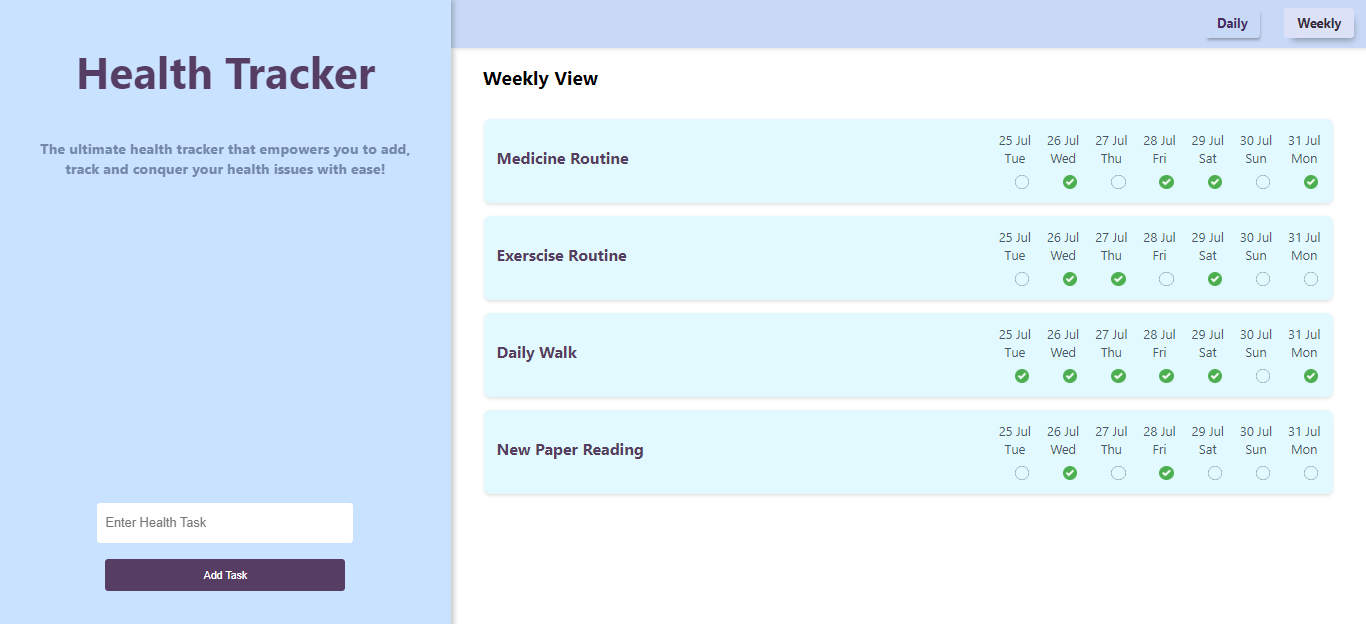 Health Tracker
The ultimate health tracker that empowers you to add,
track and conquer your health issues with ease!
Enter Health Task
Add Task
Daily Weekly
Weekly View
Medicine Routine
25 Jul 26 Jul 27 Jul 28 Jul 29 Jul 30 Jul 31 Jul
Tue Wed Thu Fri Sat Sun Mon
Exerscise Routine
25 Jul 26 Jul 27 Jul 28 Jul 29 Jul 30 Jul 31 Jul
Tue Wed Thu Fri Sat Sun Mon
Daily Walk
25 Jul 26 Jul 27 Jul 28 Jul 29 Jul 30 Jul 31 Jul
Tue Wed Thu Fri Sat Sun Mon
New Paper Reading
25 Jul 26 Jul 27 Jul 28 Jul 29 Jul 30 Jul 31 Jul
Tue Wed Thu Fri Sat Sun Mon